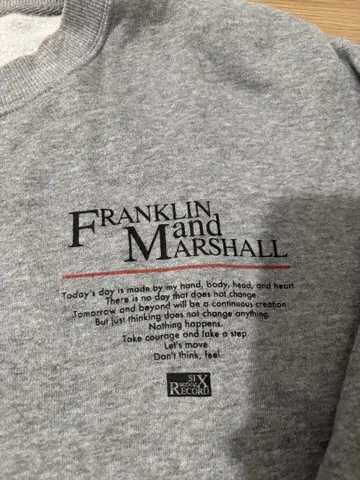 FRANKLIN
and
MARSHALL
Today's day is made by my hand, body, head, and heart.
There is no day that does not change.
Tomorrow and beyond will be a continuous creation
But just thinking does not change anything.
Nothing happens.
Take courage and take a step.
Let's move.
Don't think, feel.
SIX
RECORD